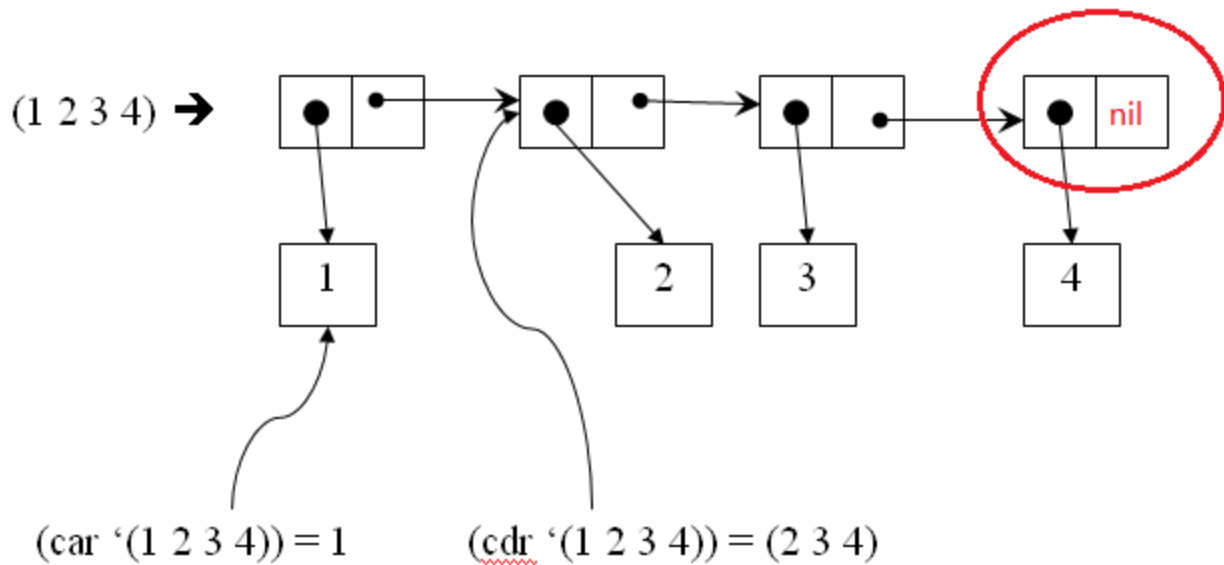 (1 2 3 4) ➔
nil
1
2
3
4
(car ‘(1 2 3 4)) = 1
(cdr ‘(1 2 3 4)) = (2 3 4)